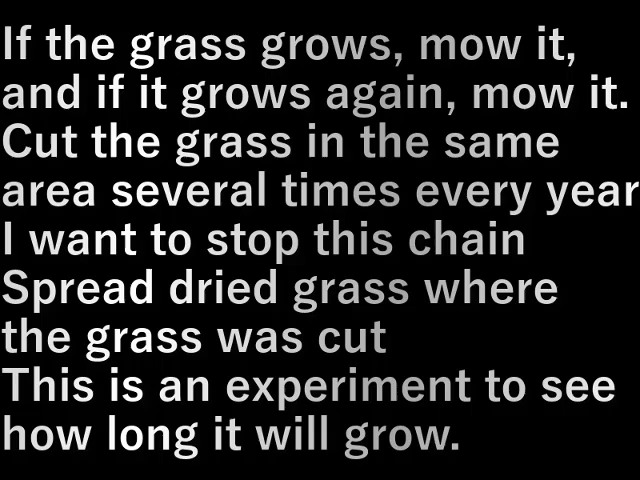 If the grass grows, mow it,
and if it grows again, mow it.
Cut the grass in the same
area several times every year
I want to stop this chain
Spread dried grass where
the grass was cut
This is an experiment to see
how long it will grow.